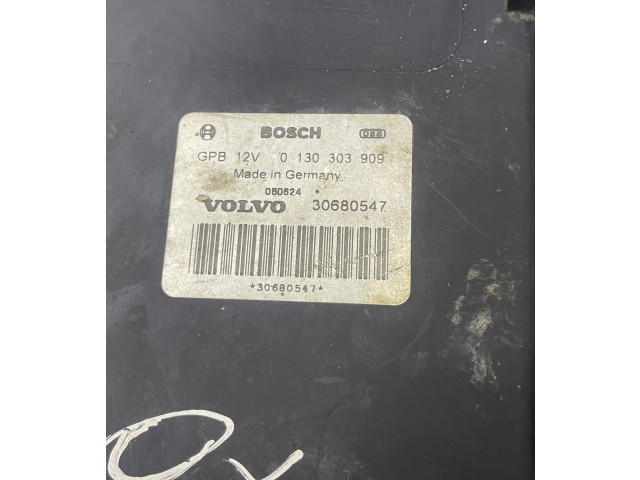 BOSCH
GPB 12V 0 130 303 909
Made in Germany.
050624
VOLVO 30680547
*30680547*